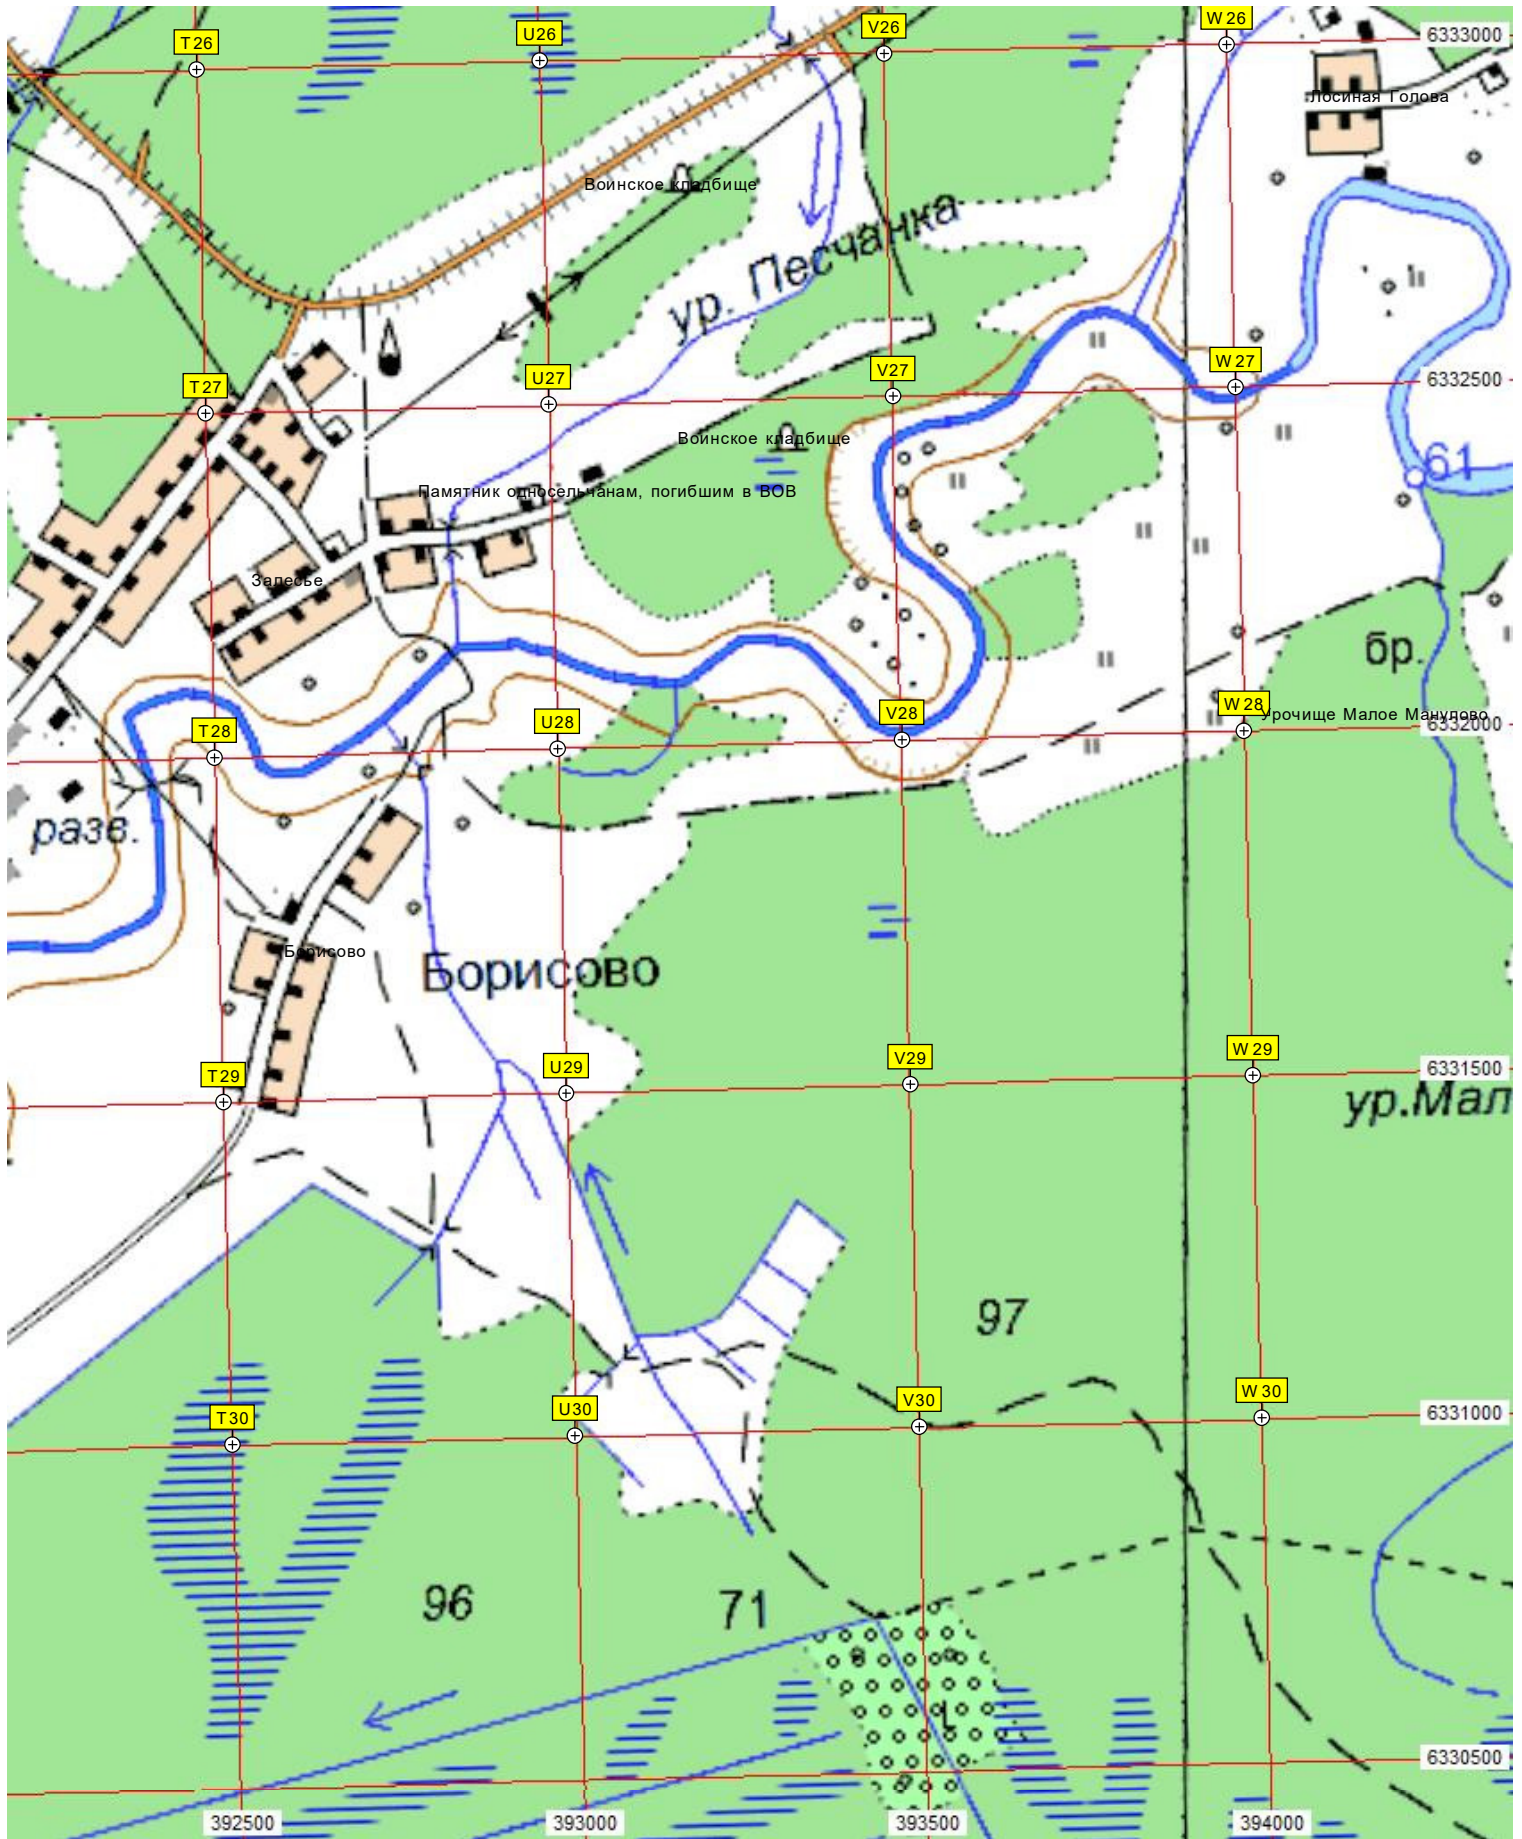 T26
U26
V26
W26
6333000
Лосиная Голова
Воинское кладбище
ур. Песчанка
T27
U27
V27
W27
6332500
Воинское кладбище
61
Памятник односельчанам, погибшим в ВОВ
Залесье
бр.
T28
U28
V28
W28
Урочище Малое Манулово
6332000
разв.
Борисово
Борисово
T29
U29
V29
W29
6331500
ур.Мал
97
T30
U30
V30
W30
6331000
96
71
6330500
392500
393000
393500
394000